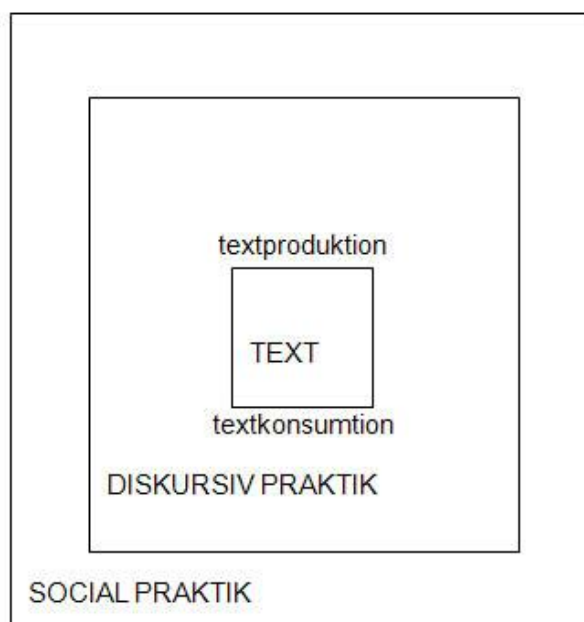 textproduktion
TEXT
textkonsumtion
DISKURSIV PRAKTIK
SOCIAL PRAKTIK